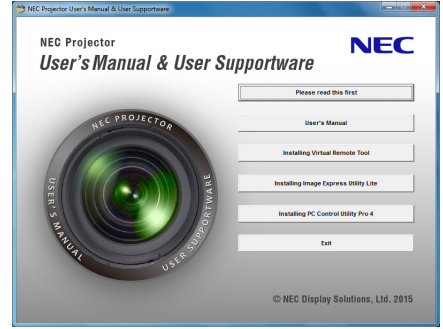 NEC Projector User's Manual & User Supportware
NEC Projector
NEC
User's Manual & User Supportware
Please read this first
NEC PROJECTOR
USER'S MANUAL
USER SUPPORTWARE
User's Manual
Installing Virtual Remote Tool
Installing Image Express Utility Lite
Installing PC Control Utility Pro 4
Exit
© NEC Display Solutions, Ltd. 2015